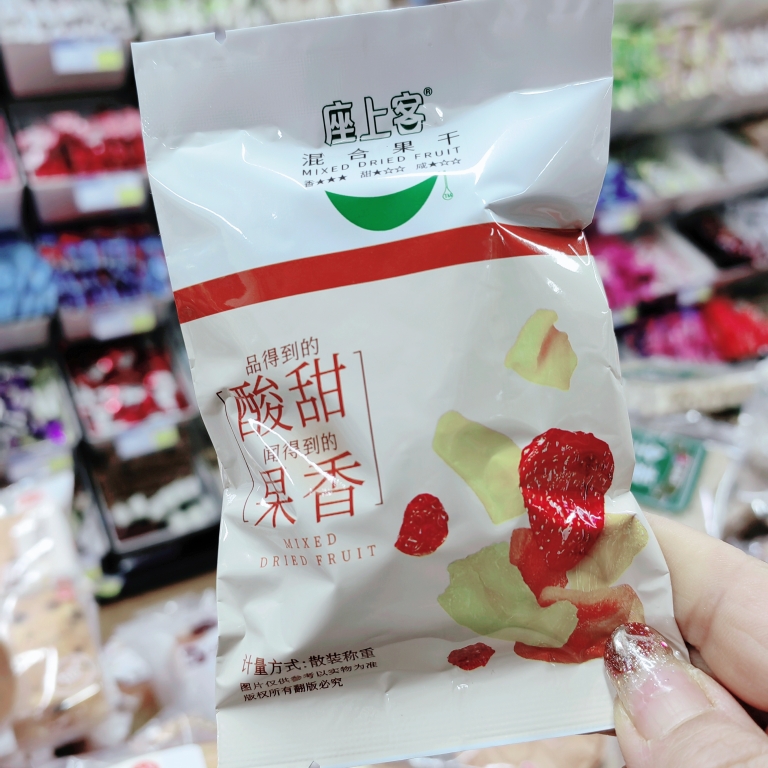 座上客®
混合果干
MIXED DRIED FRUIT
香★★★ 甜★☆☆ 咸★☆☆
品得到的
酸甜
闻得到的
果香
MIXED
DRIED FRUIT
计量方式:散装称重
图片仅供参考以实物为准
版权所有翻版必究